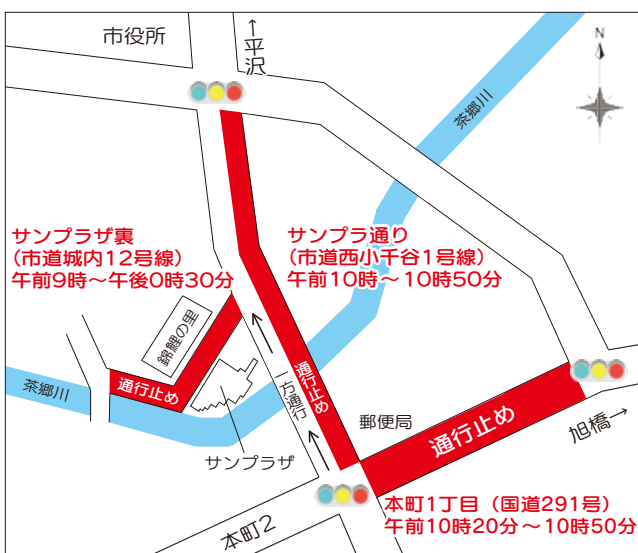 市役所
←平沢
N
茶郷川
サンプラザ裏
(市道城内12号線)
午前9時～午後0時30分
サンプラ通り
(市道西小千谷1号線)
午前10時～10時50分
錦鯉の里
通行止め
茶郷川
サンプラザ
一方通行
通行止め
郵便局
通行止め
旭橋→
本町2
本町1丁目（国道291号）
午前10時20分～10時50分